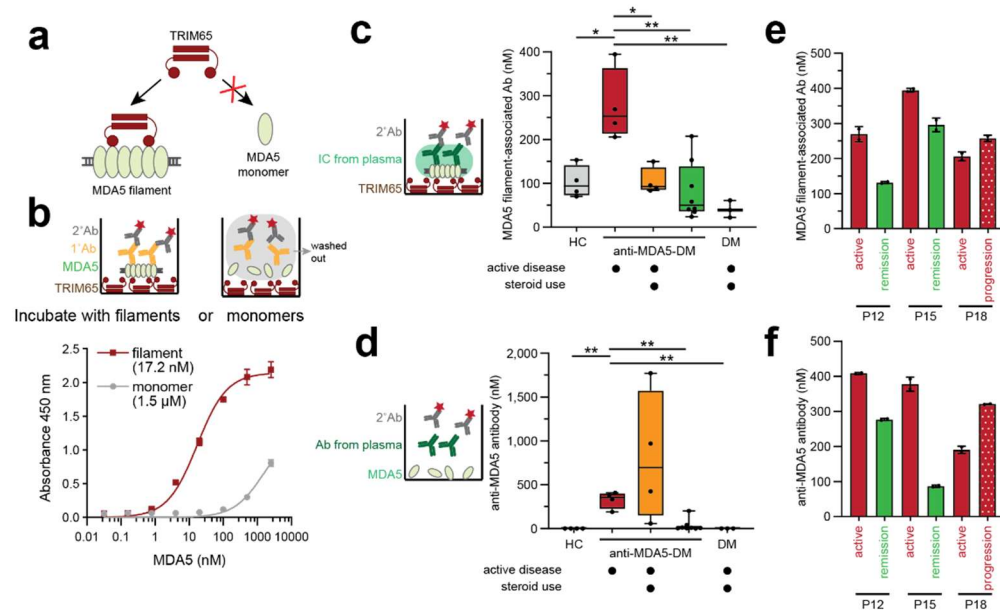 a
TRIM65
MDA5 filament
MDA5
monomer
b
2°Ab
1°Ab
MDA5
TRIM65
washed
out
Incubate with filaments or monomers
filament
(17.2 nM)
monomer
(1.5 µM)
Absorbance 450 nm
2.5
2.0
1.5
1.0
0.5
0.0
0.01 0.1 1 10 100 1000 10000
MDA5 (nM)
c
2°Ab
IC from plasma
TRIM65
MDA5 filament-associated Ab (nM)
400
300
200
100
0
*
*
**
**
HC
anti-MDA5-DM
DM
active disease
steroid use
d
2°Ab
Ab from plasma
MDA5
anti-MDA5 antibody (nM)
2,000
1,500
1,000
500
0
**
**
**
HC
anti-MDA5-DM
DM
active disease
steroid use
e
MDA5 filament-associated Ab (nM)
500
400
300
200
100
0
active
remission
active
remission
active
progression
P12 P15 P18
f
anti-MDA5 antibody (nM)
400
300
200
100
0
active
remission
active
remission
active
progression
P12 P15 P18